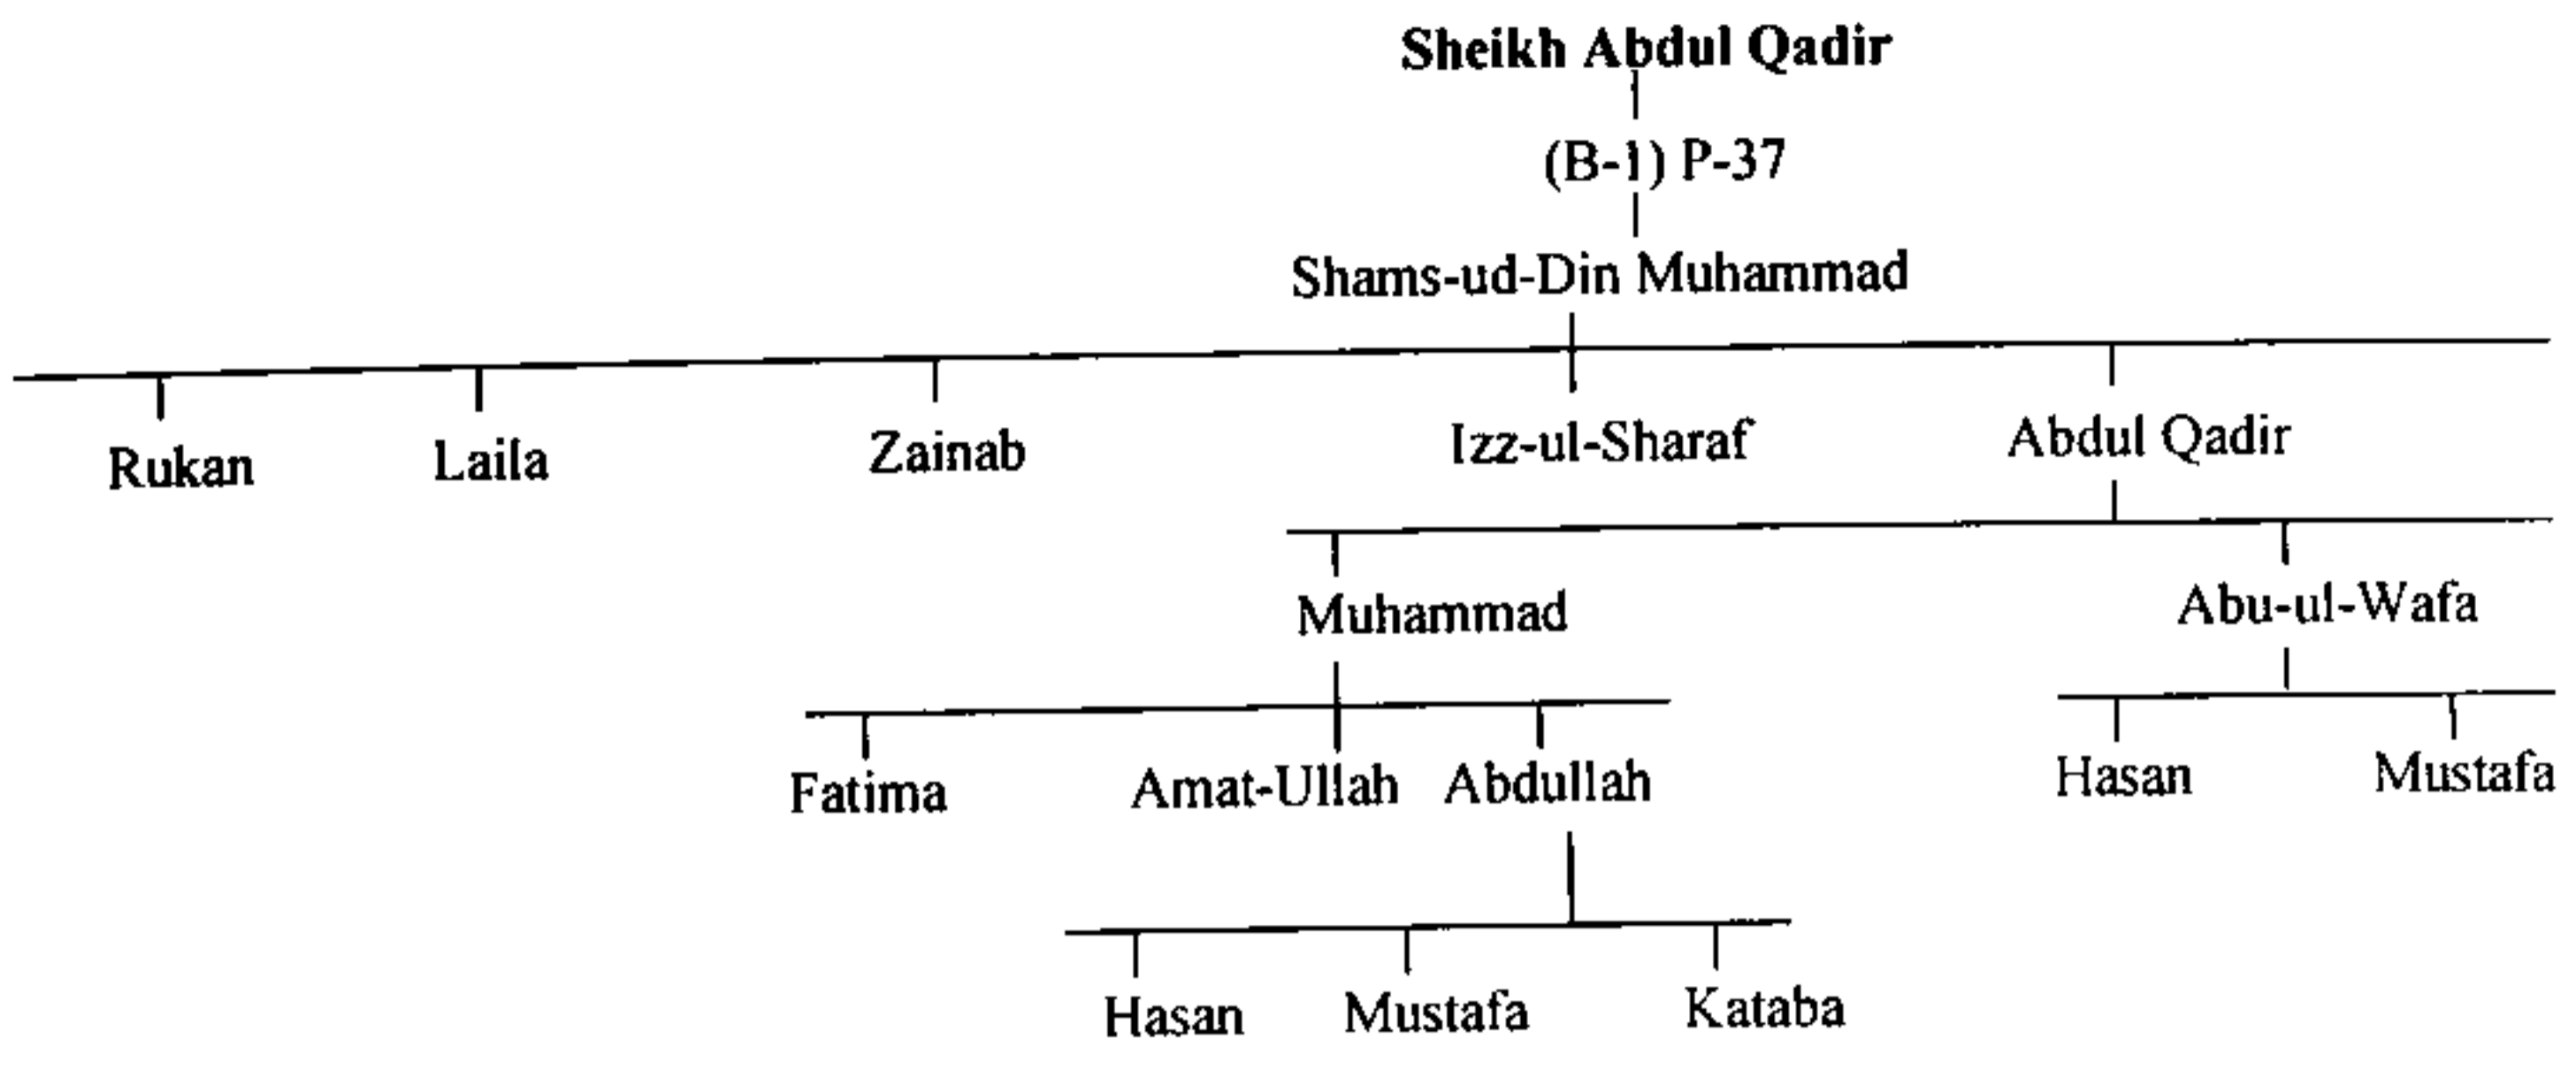 Sheikh Abdul Qadir
(B-1) P-37
Shams-ud-Din Muhammad
Rukan Laila Zainab Izz-ul-Sharaf Abdul Qadir
Muhammad Abu-ul-Wafa
Fatima Amat-Ullah Abdullah Hasan Mustafa
Hasan Mustafa Kataba